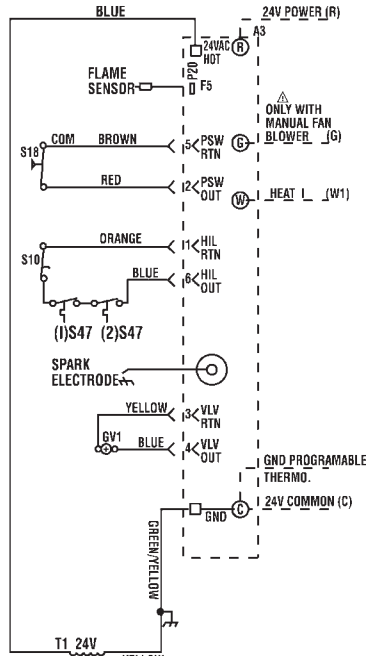 BLUE
24V POWER (R)
24VAC
HOT
P20
A3
R
FLAME
SENSOR
F5
ONLY WITH
MANUAL FAN
BLOWER (G)
G
COM BROWN
S18
5 PSW
RTN
RED
2 PSW
OUT
W
HEAT I (W1)
ORANGE
1 HIL
RTN
S10
BLUE
6 HIL
OUT
(1)S47 (2)S47
SPARK
ELECTRODE
YELLOW
3 VLV
RTN
GV1
BLUE
4 VLV
OUT
GND PROGRAMABLE
THERMO.
24V COMMON (C)
GND
C
GREEN/YELLOW
T1 24V
YELLOW